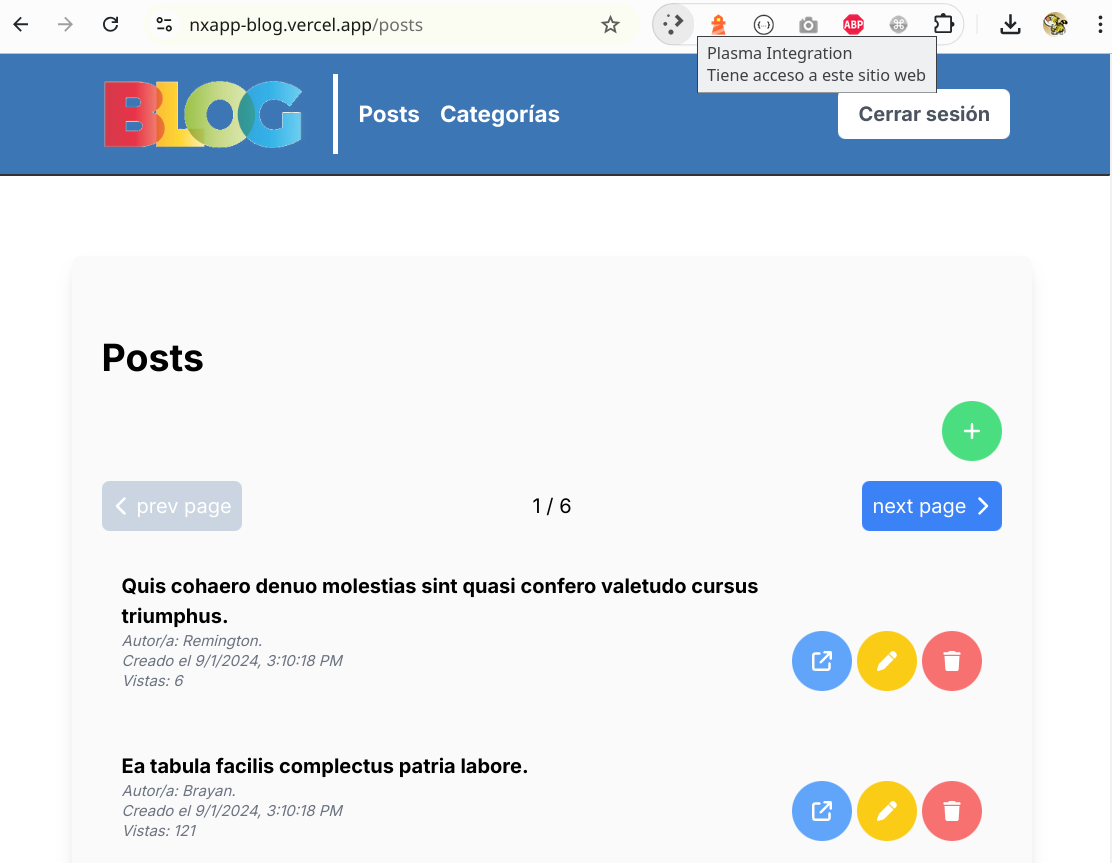 nxapp-blog.vercel.app/posts
ABP
Plasma Integration
Tiene acceso a este sitio web
BLOG
Posts
Categorías
Cerrar sesión
Posts
+
prev page
1 / 6
next page
Quis cohaero denuo molestias sint quasi confero valetudo cursus
triumphus.
Autor/a: Remington.
Creado el 9/1/2024, 3:10:18 PM
Vistas: 6
Ea tabula facilis complectus patria labore.
Autor/a: Brayan.
Creado el 9/1/2024, 3:10:18 PM
Vistas: 121